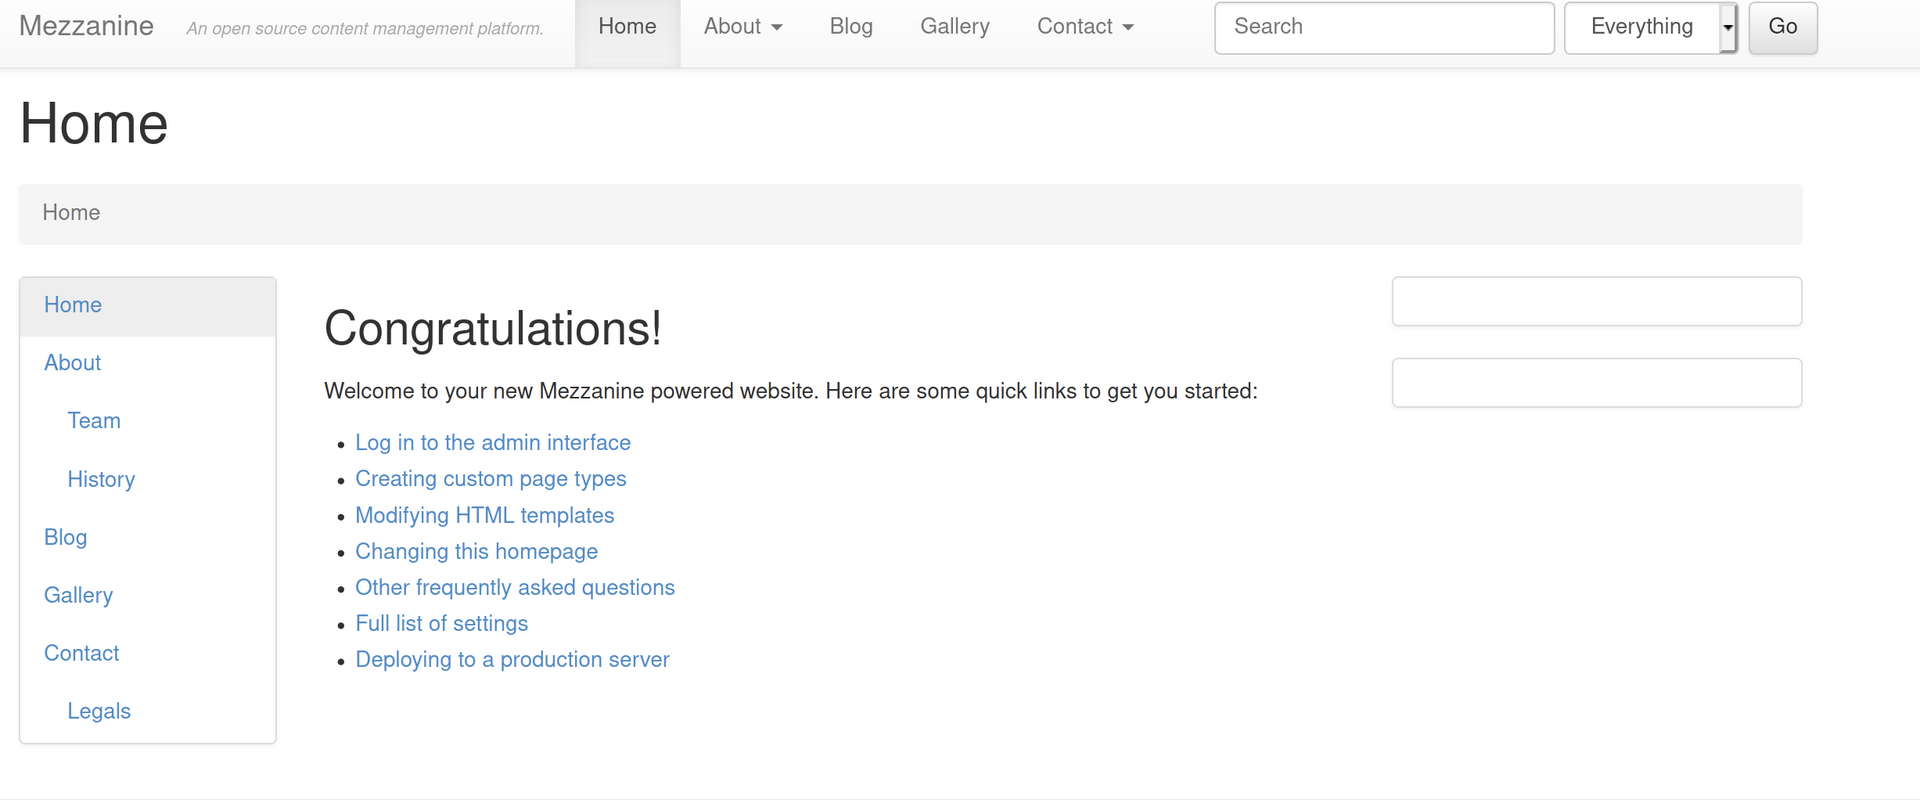 Mezzanine An open source content management platform. Home About Blog Gallery Contact Search Everything Go
Home
Home
Home
About
Team
History
Blog
Gallery
Contact
Legals
Congratulations!
Welcome to your new Mezzanine powered website. Here are some quick links to get you started:
Log in to the admin interface
Creating custom page types
Modifying HTML templates
Changing this homepage
Other frequently asked questions
Full list of settings
Deploying to a production server